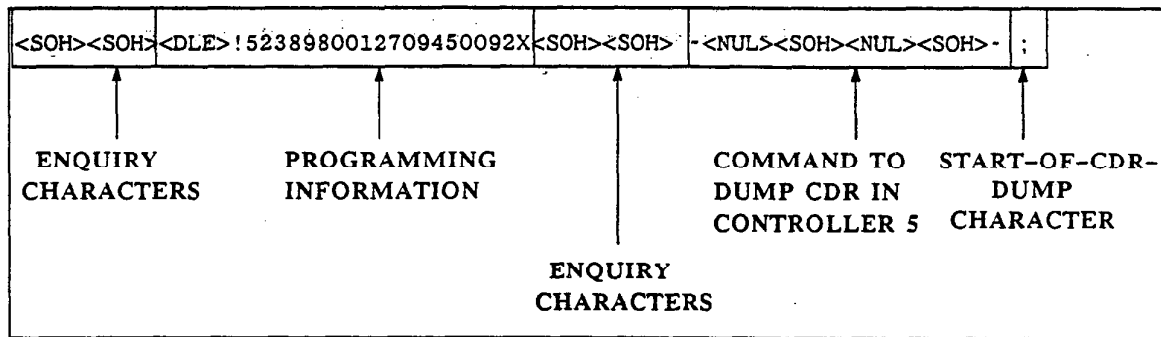 <SOH><SOH><DLE>!5238980012709450092X<SOH><SOH> -<NUL><SOH><NUL><SOH>- ;
ENQUIRY CHARACTERS
PROGRAMMING INFORMATION
ENQUIRY CHARACTERS
COMMAND TO DUMP CDR IN CONTROLLER 5
START-OF-CDR-DUMP CHARACTER